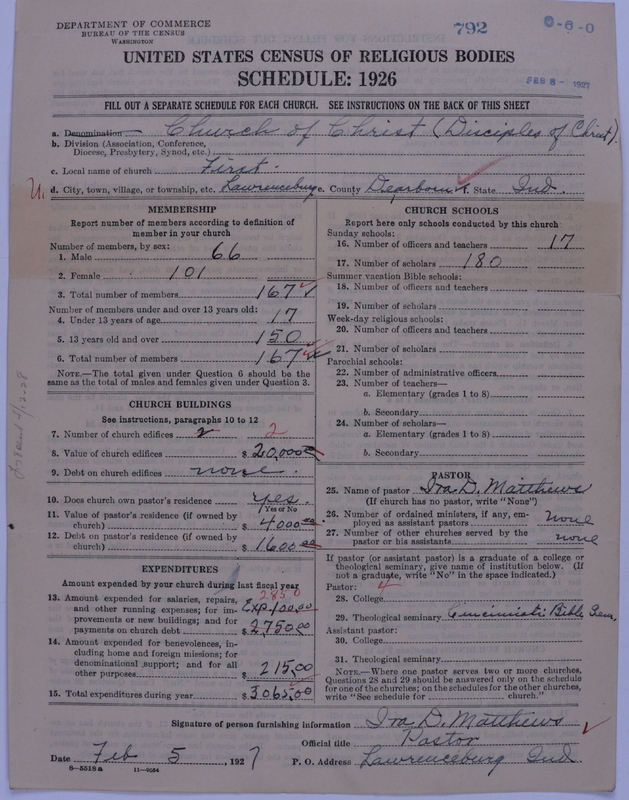 DEPARTMENT OF COMMERCE
BUREAU OF THE CENSUS
WASHINGTON
792
UNITED STATES CENSUS OF RELIGIOUS BODIES
SCHEDULE: 1926
FEB 8 - 1927
FILL OUT A SEPARATE SCHEDULE FOR EACH CHURCH. SEE INSTRUCTIONS ON THE BACK OF THIS SHEET
a. Denomination — Church of Christ (Disciples of Christ).
b. Division (Association, Conference, Diocese, Presbytery, Synod, etc.)
c. Local name of church First.
d. City, town, village, or township, etc. Lawrenceburg e. County Dearborn f. State Ind.
MEMBERSHIP
Report number of members according to definition of member in your church
Number of members, by sex:
1. Male 66
2. Female 101
3. Total number of members 167
Number of members under and over 13 years old:
4. Under 13 years of age 17
5. 13 years old and over 150
6. Total number of members 167
NOTE.—The total given under Question 6 should be the same as the total of males and females given under Question 3.
CHURCH BUILDINGS
See instructions, paragraphs 10 to 12
7. Number of church edifices 2 2
8. Value of church edifices $ 20,000
9. Debt on church edifices none.
10. Does church own pastor's residence yes.
Yes or No
11. Value of pastor's residence (if owned by church) $ 4000
12. Debt on pastor's residence (if owned by church) $ 1600
EXPENDITURES
Amount expended by your church during last fiscal year
2850
13. Amount expended for salaries, repairs, and other running expenses; for improvements or new buildings; and for payments on church debt Exp 100.00
$ 2750.00
14. Amount expended for benevolences, including home and foreign missions; for denominational support; and for all other purposes $ 215.00
15. Total expenditures during year $ 3065.00
CHURCH SCHOOLS
Report here only schools conducted by this church
Sunday schools:
16. Number of officers and teachers 17
17. Number of scholars 180
Summer vacation Bible schools:
18. Number of officers and teachers
19. Number of scholars
Week-day religious schools:
20. Number of officers and teachers
21. Number of scholars
Parochial schools:
22. Number of administrative officers
23. Number of teachers—
a. Elementary (grades 1 to 8)
b. Secondary
24. Number of scholars—
a. Elementary (grades 1 to 8)
b. Secondary
PASTOR
25. Name of pastor Ira D. Matthews
(If church has no pastor, write "None")
26. Number of ordained ministers, if any, employed as assistant pastors none
27. Number of other churches served by the pastor or his assistants none
If pastor (or assistant pastor) is a graduate of a college or theological seminary, give name of institution below. (If not a graduate, write "No" in the space indicated.)
Pastor: 4
28. College
29. Theological seminary Cincinnati Bible Sem.
Assistant pastor:
30. College
31. Theological seminary
NOTE.—Where one pastor serves two or more churches, Questions 28 and 29 should be answered only on the schedule for one of the churches; on the schedules for the other churches, write "See schedule for church."
Signature of person furnishing information Ira D. Matthews
Official title Pastor
Date Feb 5, 1927 P. O. Address Lawrenceburg Ind
8—5518a 11—9054